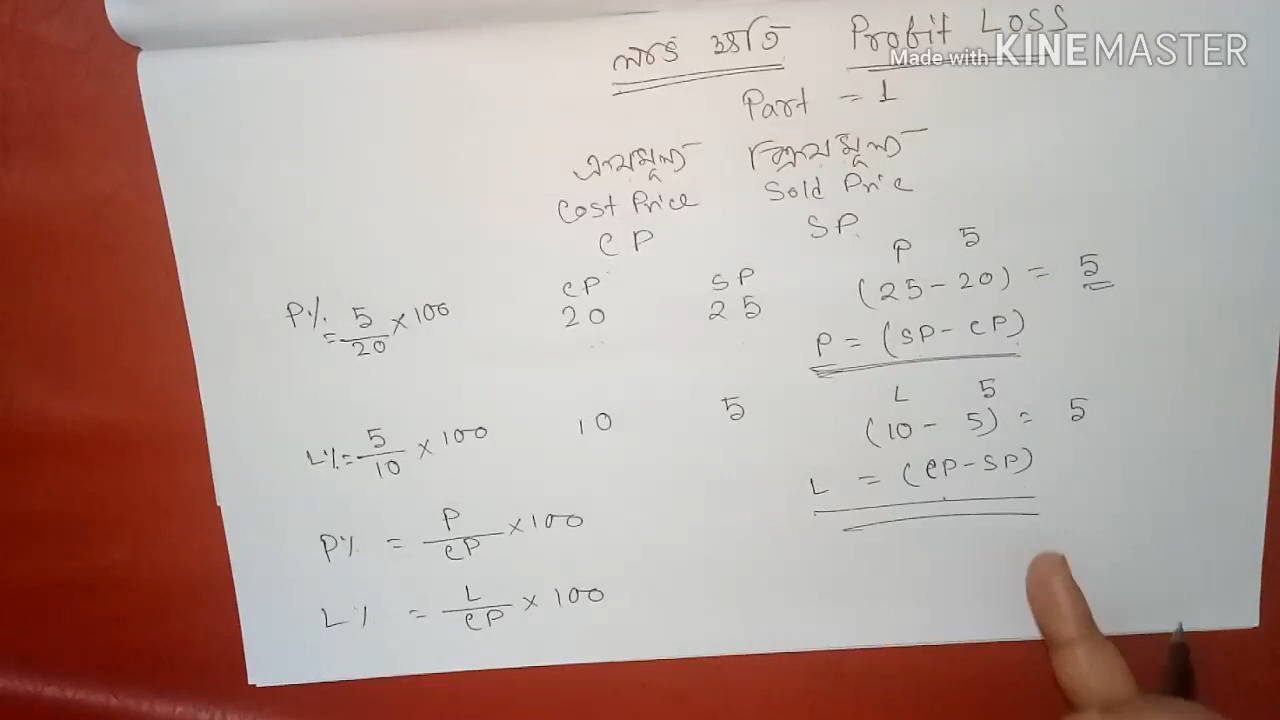 লাভ ক্ষতি Profit Loss
Made with KINEMASTER
Part - 1
ক্রয়মূল্য বিক্রয়মূল্য
Cost Price Sold Price
CP SP
P 5
CP SP (25 - 20) = 5
P% = 5/20 × 100 20 25
P = (SP - CP)
L 5
10 5 (10 - 5) = 5
L% = 5/10 × 100
L = (CP - SP)
P% = P/CP × 100
L% = L/CP × 100